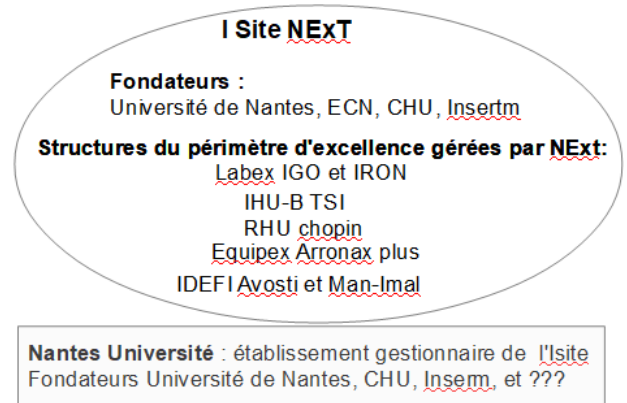 I Site NExT
Fondateurs :
Université de Nantes, ECN, CHU, Insertm
Structures du périmètre d'excellence gérées par NExt:
Labex IGO et IRON
IHU-B TSI
RHU chopin
Equipex Arronax plus
IDEFI Avosti et Man-Imal
Nantes Université : établissement gestionnaire de l'Isite
Fondateurs Université de Nantes, CHU, Inserm, et ???